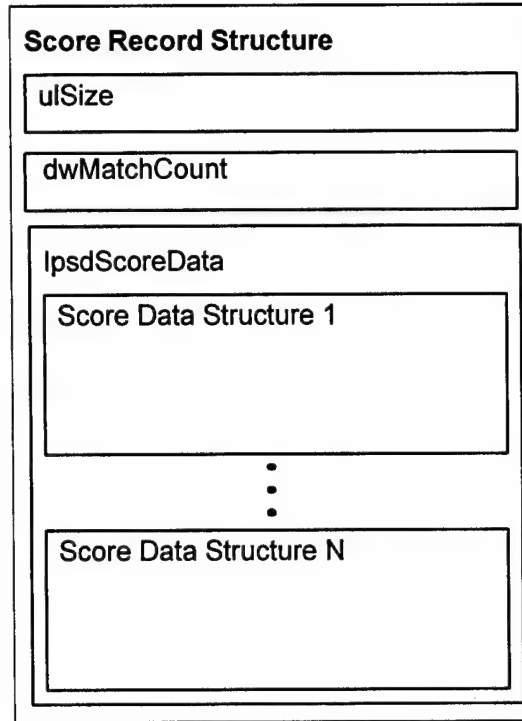 Score Record Structure
ulSize
dwMatchCount
lpsdScoreData
Score Data Structure 1
Score Data Structure N